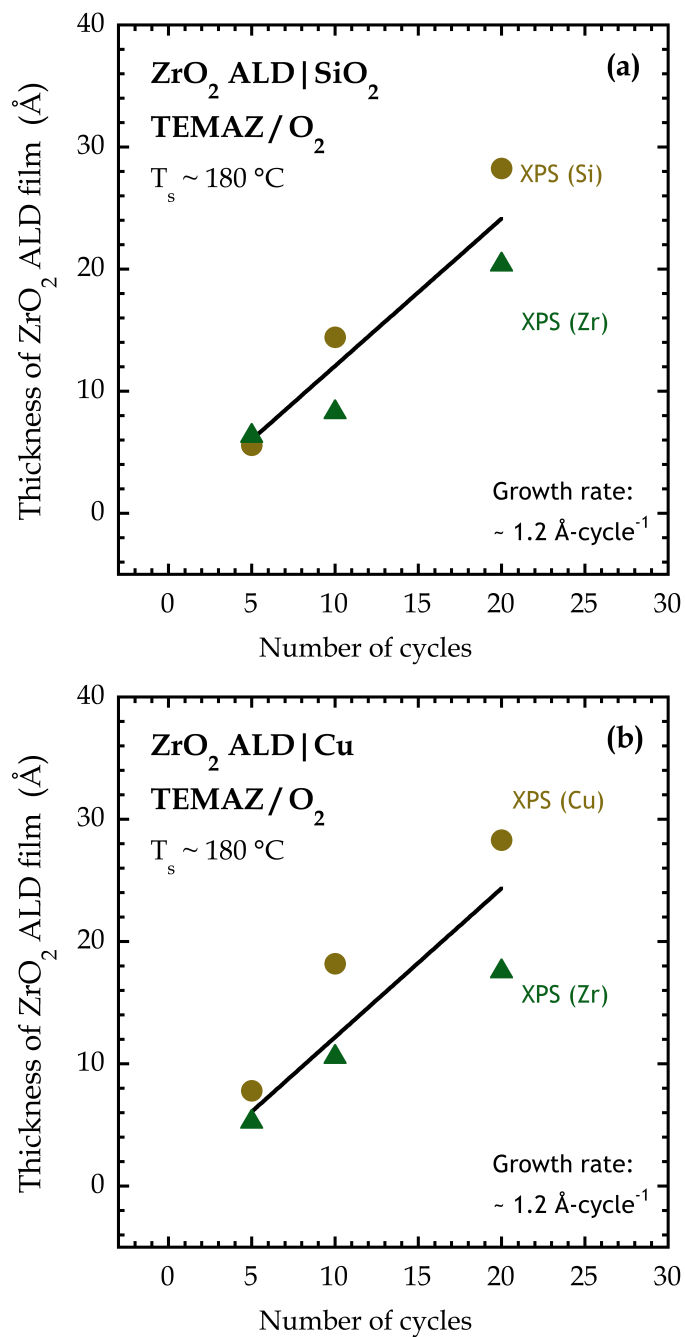 40
30
20
10
0
Thickness of ZrO₂ ALD film (Å)
ZrO₂ ALD|SiO₂
(a)
TEMAZ/O₂
Tₛ ~ 180 °C
XPS (Si)
XPS (Zr)
Growth rate:
~ 1.2 Å-cycle⁻¹
0 5 10 15 20 25 30
Number of cycles
40
30
20
10
0
Thickness of ZrO₂ ALD film (Å)
ZrO₂ ALD|Cu
(b)
TEMAZ/O₂
Tₛ ~ 180 °C
XPS (Cu)
XPS (Zr)
Growth rate:
~ 1.2 Å-cycle⁻¹
0 5 10 15 20 25 30
Number of cycles